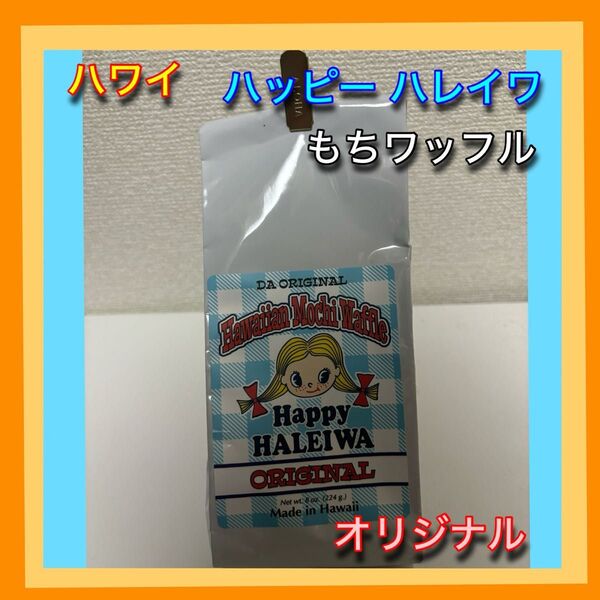 ハワイ ハッピー ハレイワ
もちワッフル
DA ORIGINAL
Hawaiian Mochi Waffle
Happy
HALEIWA
ORIGINAL
Net wt. 8 oz. (224 g.)
Made in Hawaii
オリジナル